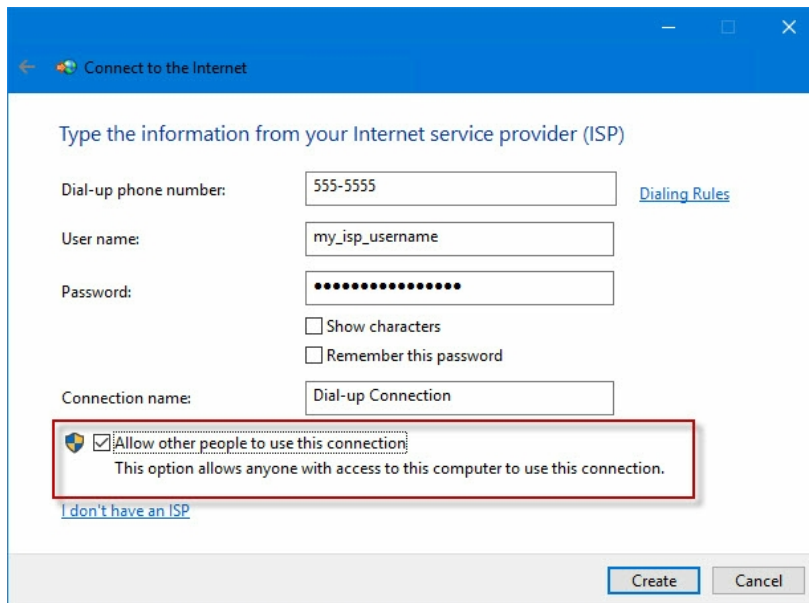 Connect to the Internet
Type the information from your Internet service provider (ISP)
Dial-up phone number: 555-5555 Dialing Rules
User name: my_isp_username
Password: ••••••••••••••••
Show characters
Remember this password
Connection name: Dial-up Connection
Allow other people to use this connection
This option allows anyone with access to this computer to use this connection.
I don't have an ISP
Create Cancel